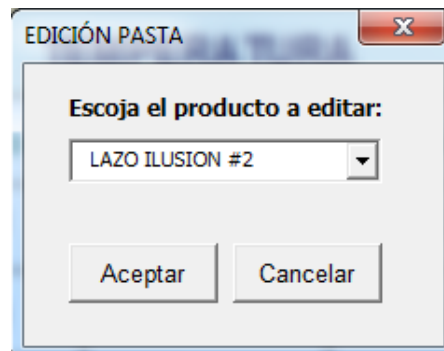 EDICIÓN PASTA
Escoja el producto a editar:
LAZO ILUSION #2
Aceptar
Cancelar